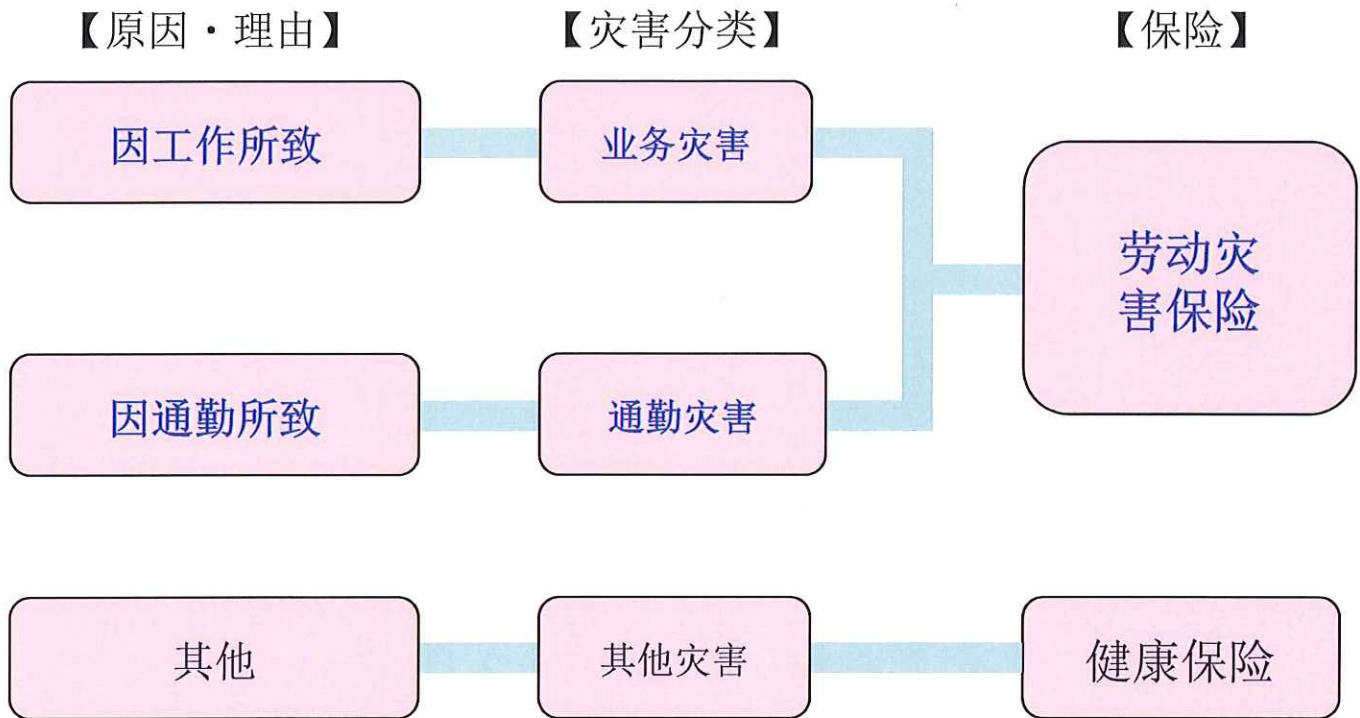 【原因・理由】 【灾害分类】 【保险】
因工作所致 业务灾害
劳动灾
害保险
因通勤所致 通勤灾害
其他 其他灾害 健康保险